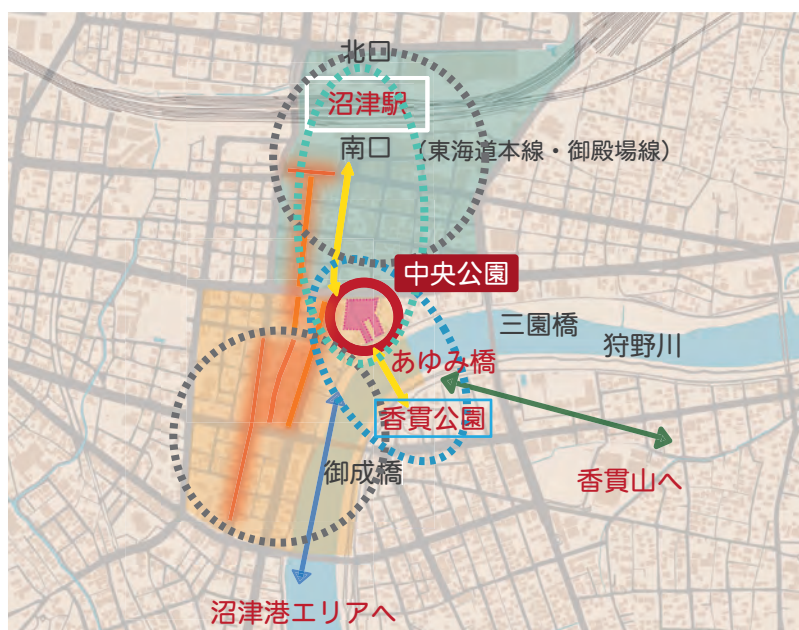 北口
沼津駅
南口
（東海道本線・御殿場線）
中央公園
三園橋
狩野川
あゆみ橋
香貫公園
御成橋
香貫山へ
沼津港エリアへ